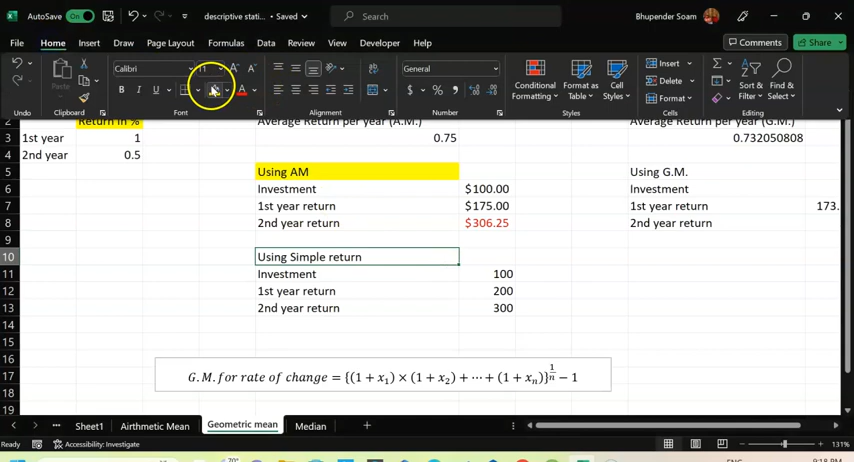 AutoSave On descriptive stati... • Saved Search Bhupender Soam
File Home Insert Draw Page Layout Formulas Data Review View Developer Help Comments Share
Calibri 11 General Insert
Paste B I U A $ % Conditional Formatting Format as Table Cell Styles Delete Sort & Filter Find & Select
Format
Undo Clipboard Font Alignment Number Styles Cells Editing
2 Return in % Average Return per year (A.M.) Average Return per year (G.M.)
3 1st year 1 0.75 0.732050808
4 2nd year 0.5
5 Using AM Using G.M.
6 Investment $100.00 Investment
7 1st year return $175.00 1st year return 173.
8 2nd year return $306.25 2nd year return
9
10 Using Simple return
11 Investment 100
12 1st year return 200
13 2nd year return 300
14
15
16
17 G.M.for rate of change = {(1 + x₁) × (1 + x₂) + ⋯ + (1 + xₙ)}^(1/n) − 1
18
19
Sheet1 Airthmetic Mean Geometric mean Median
Ready Accessibility: Investigate 131%
70°
ENG
9:18 PM